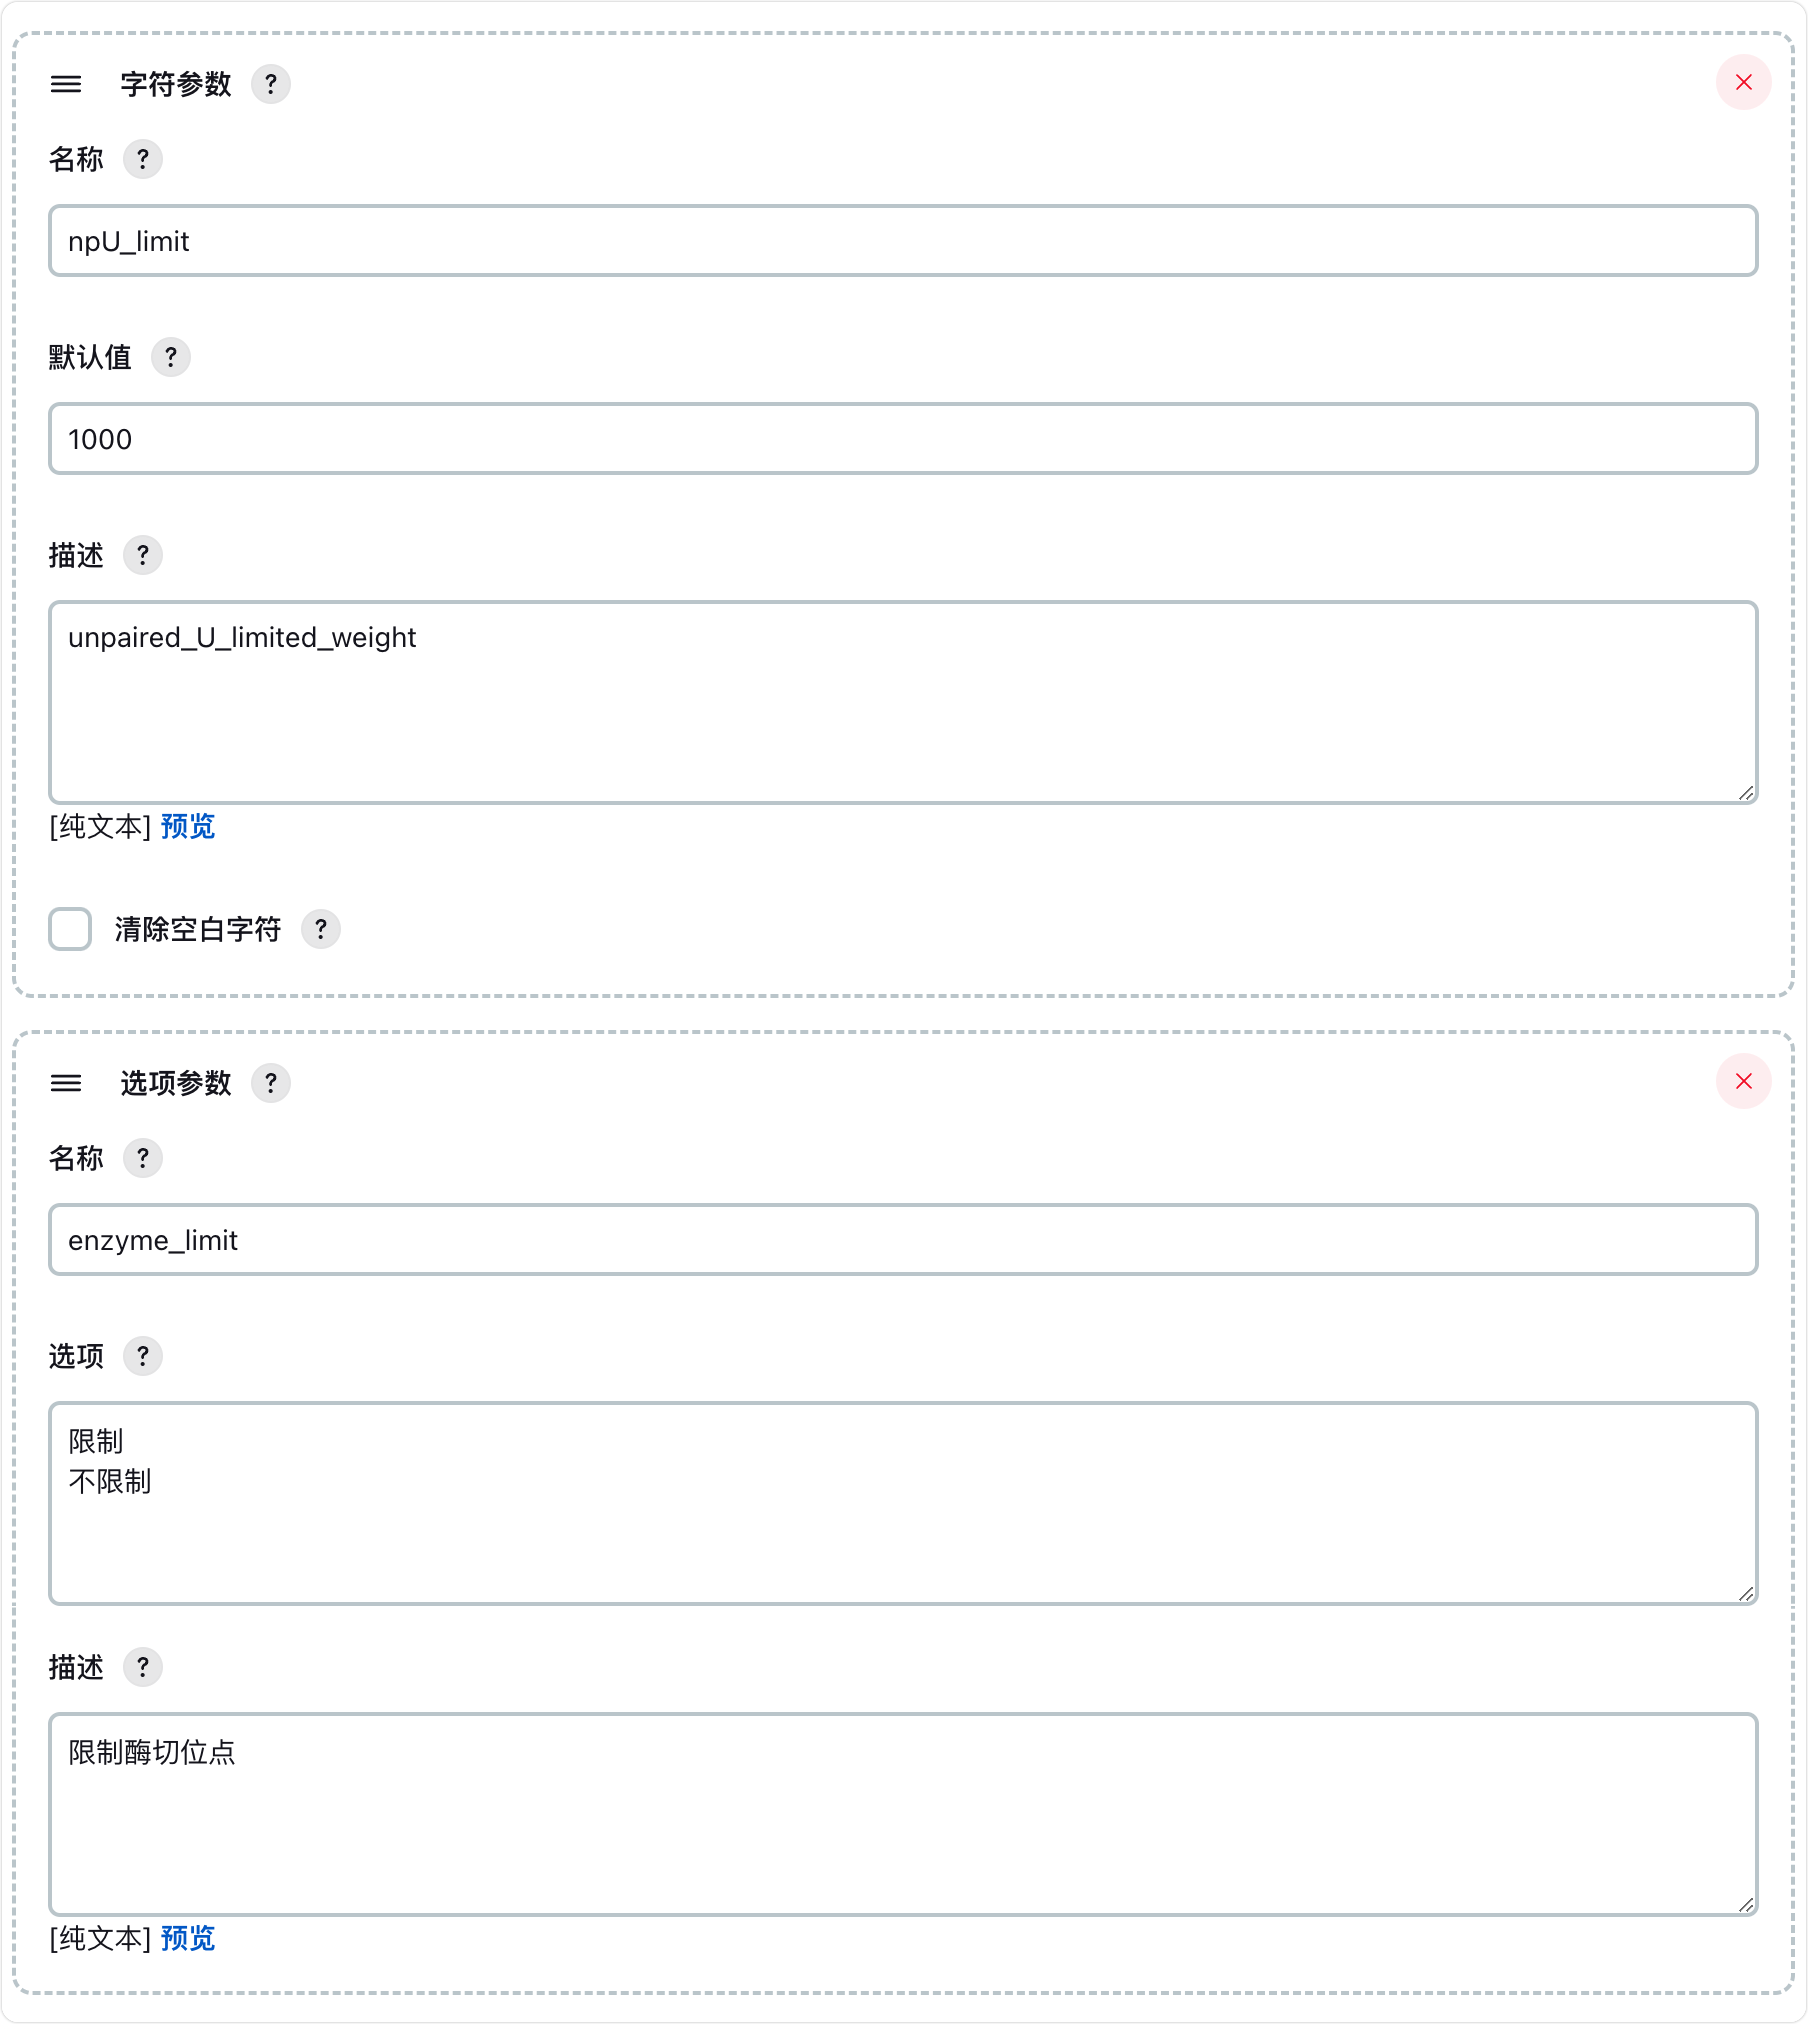 字符参数 ?
名称 ?
npU_limit
默认值 ?
1000
描述 ?
unpaired_U_limited_weight
[纯文本] 预览
清除空白字符 ?
选项参数 ?
名称 ?
enzyme_limit
选项 ?
限制
不限制
描述 ?
限制酶切位点
[纯文本] 预览